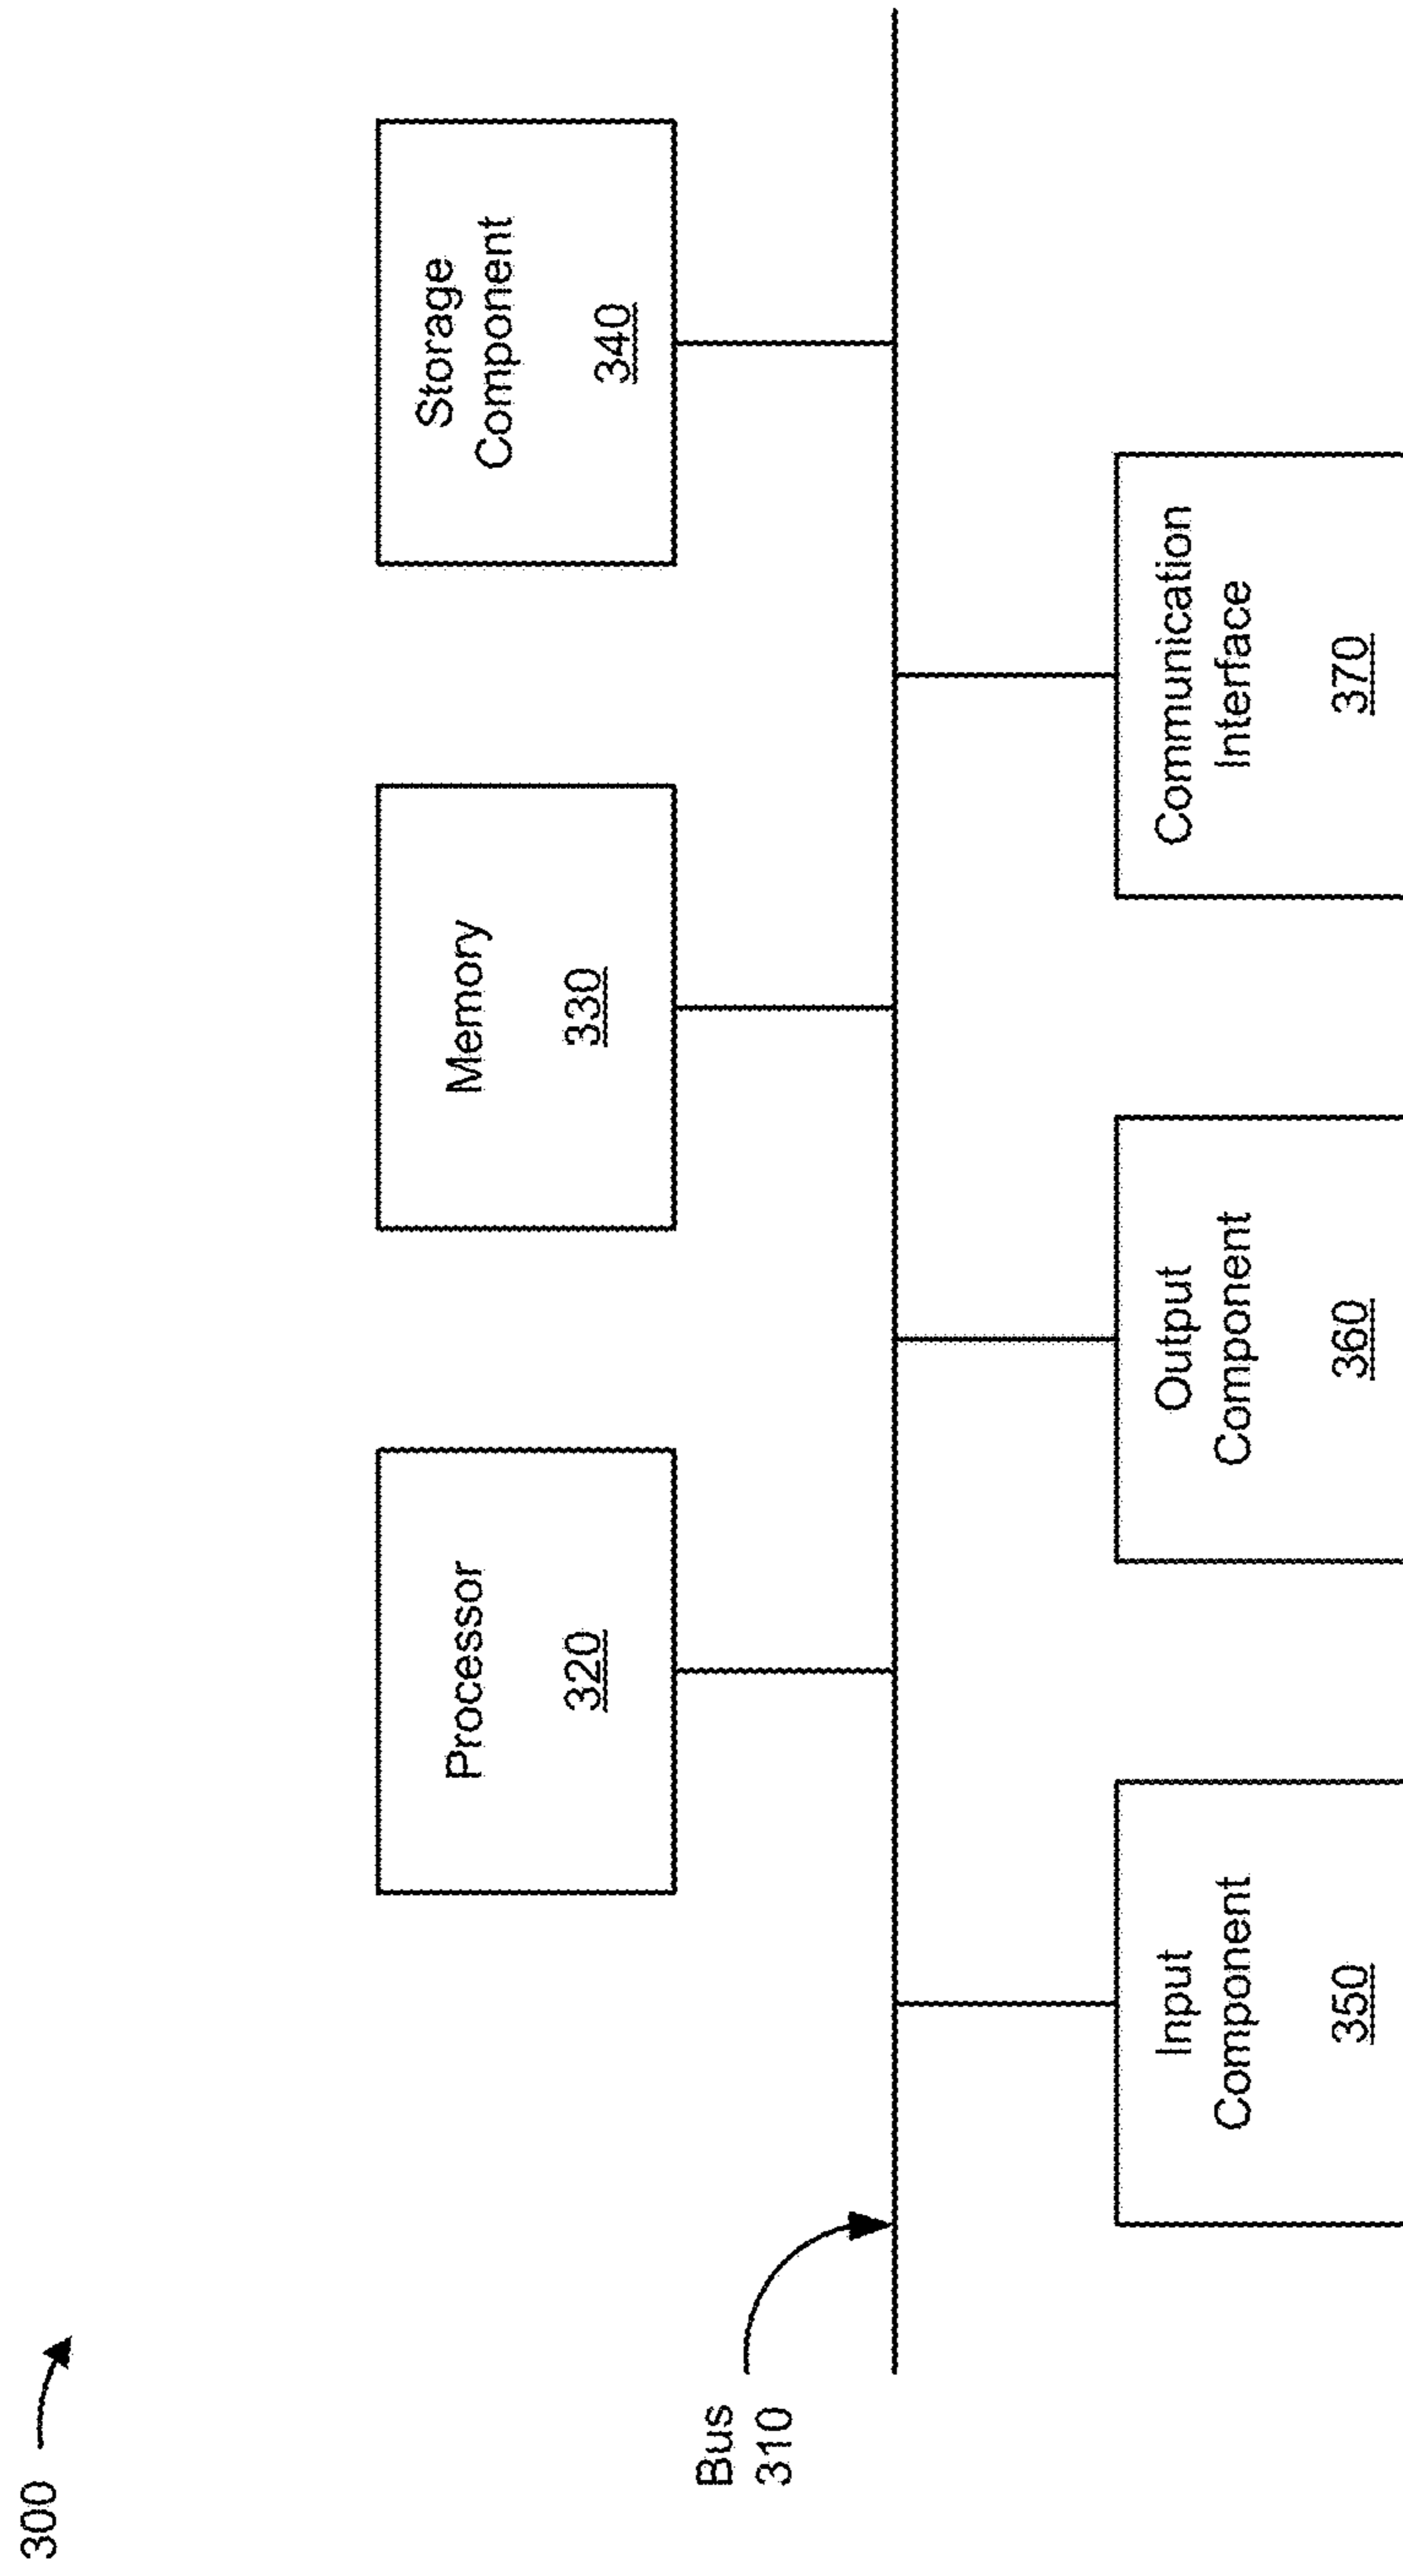 300
Processor
320
Memory
330
Storage
Component
340
Bus
310
Input
Component
350
Output
Component
360
Communication
Interface
370